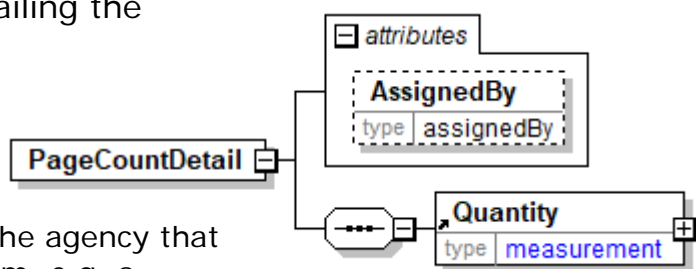 ailing the
attributes
AssignedBy
type assignedBy
PageCountDetail
Quantity
type measurement
he agency that